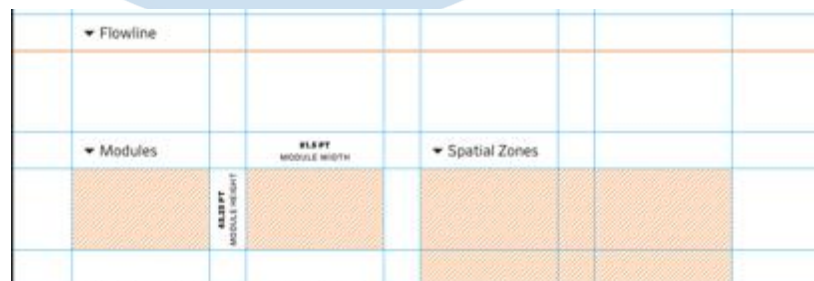 Flowline
Modules
MODULE WIDTH
Spatial Zones
MODULE HEIGHT